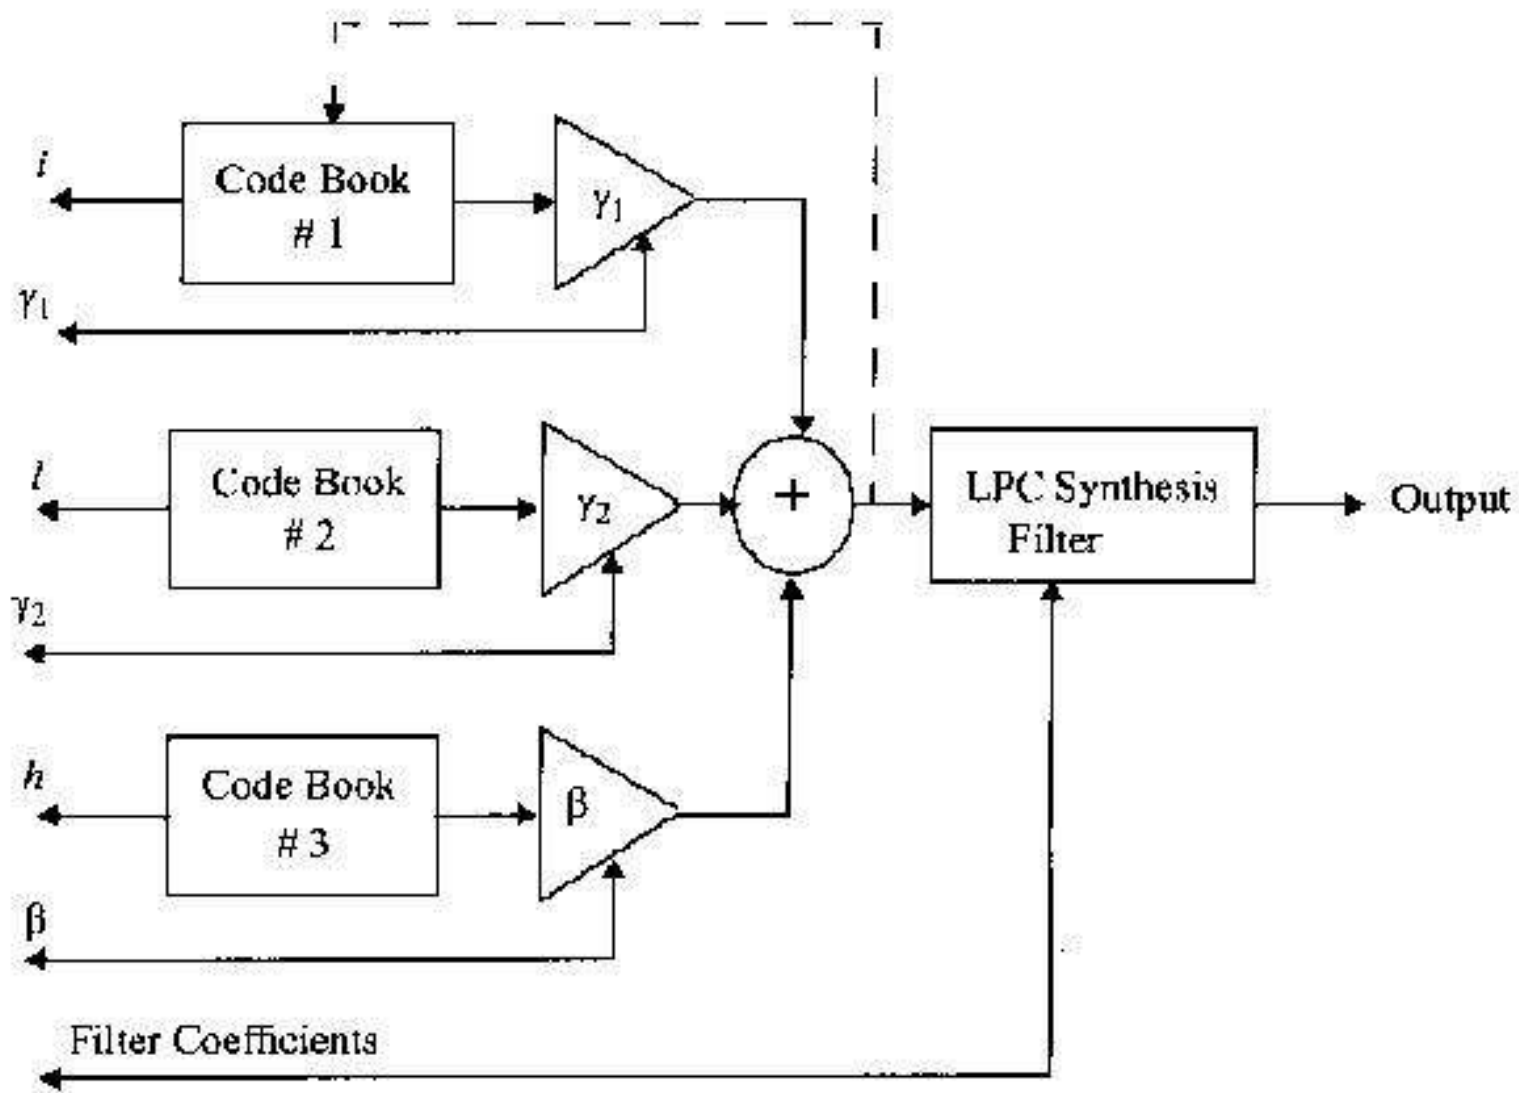 i
Code Book
# 1
γ₁
γ₁
l
Code Book
# 2
γ₂
γ₂
+
LPC Synthesis
Filter
Output
h
Code Book
# 3
β
β
Filter Coefficients